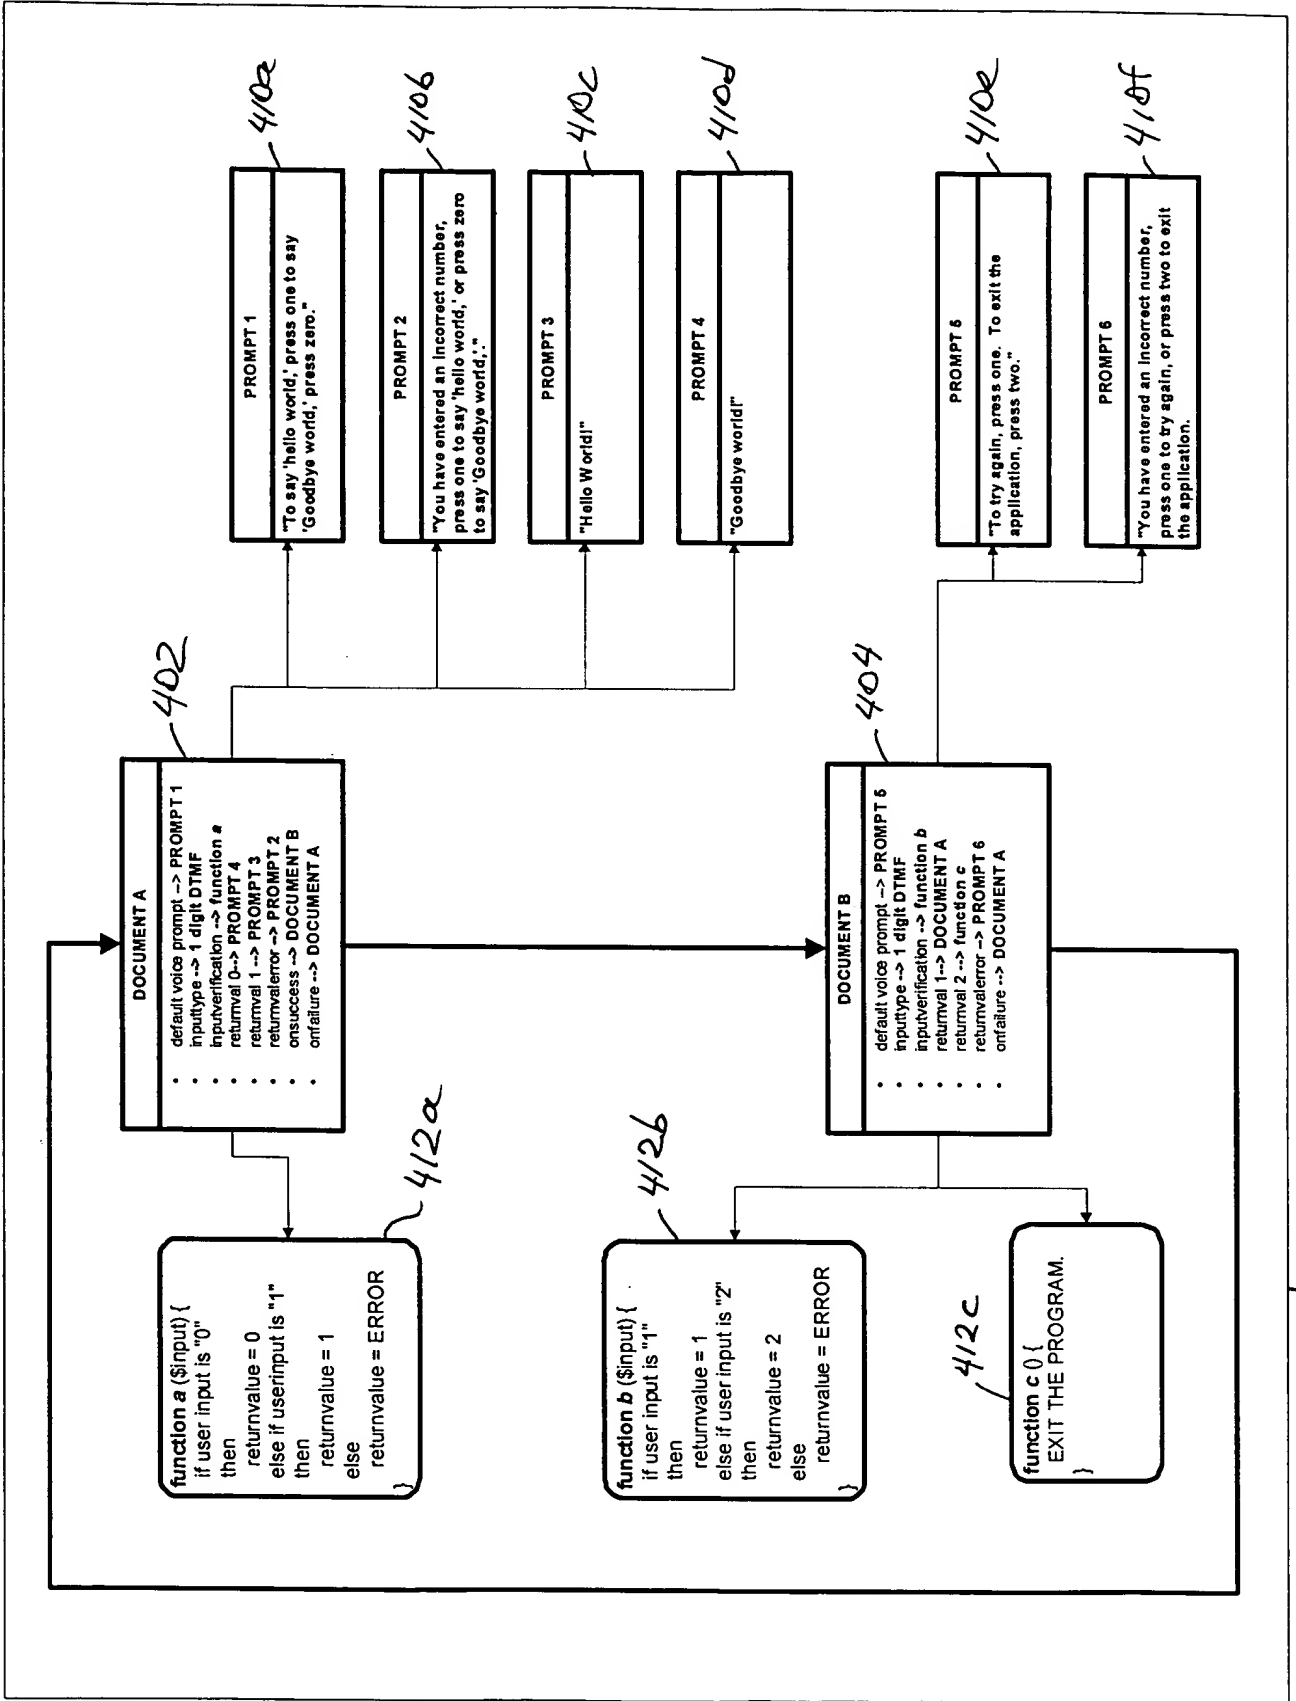 DOCUMENT A
• default voice prompt --> PROMPT 1
• inputtype --> 1 digit DTMF
• inputverification --> function a
• returnval 0--> PROMPT 4
• returnval 1 --> PROMPT 3
• returnvalerror --> PROMPT 2
• onsuccess --> DOCUMENT B
• onfailure --> DOCUMENT A
402
function a ($input) {
if user input is "0"
then
returnvalue = 0
else if userinput is "1"
then
returnvalue = 1
else
returnvalue = ERROR
}
412a
PROMPT 1
"To say 'hello world,' press one to say
'Goodbye world,' press zero."
410a
PROMPT 2
"You have entered an incorrect number,
press one to say 'hello world,' or press zero
to say 'Goodbye world,'."
410b
PROMPT 3
"Hello World!"
410c
PROMPT 4
"Goodbye world!"
410d
DOCUMENT B
• default voice prompt --> PROMPT 5
• inputtype --> 1 digit DTMF
• inputverification --> function b
• returnval 1--> DOCUMENT A
• returnval 2 --> function c
• returnvalerror --> PROMPT 6
• onfailure --> DOCUMENT A
404
function b ($input) {
if user input is "1"
then
returnvalue = 1
else if user input is "2"
then
returnvalue = 2
else
returnvalue = ERROR
}
412b
function c () {
EXIT THE PROGRAM.
}
412c
PROMPT 5
"To try again, press one. To exit the
application, press two."
410e
PROMPT 6
"You have entered an incorrect number,
press one to try again, or press two to exit
the application.
410f